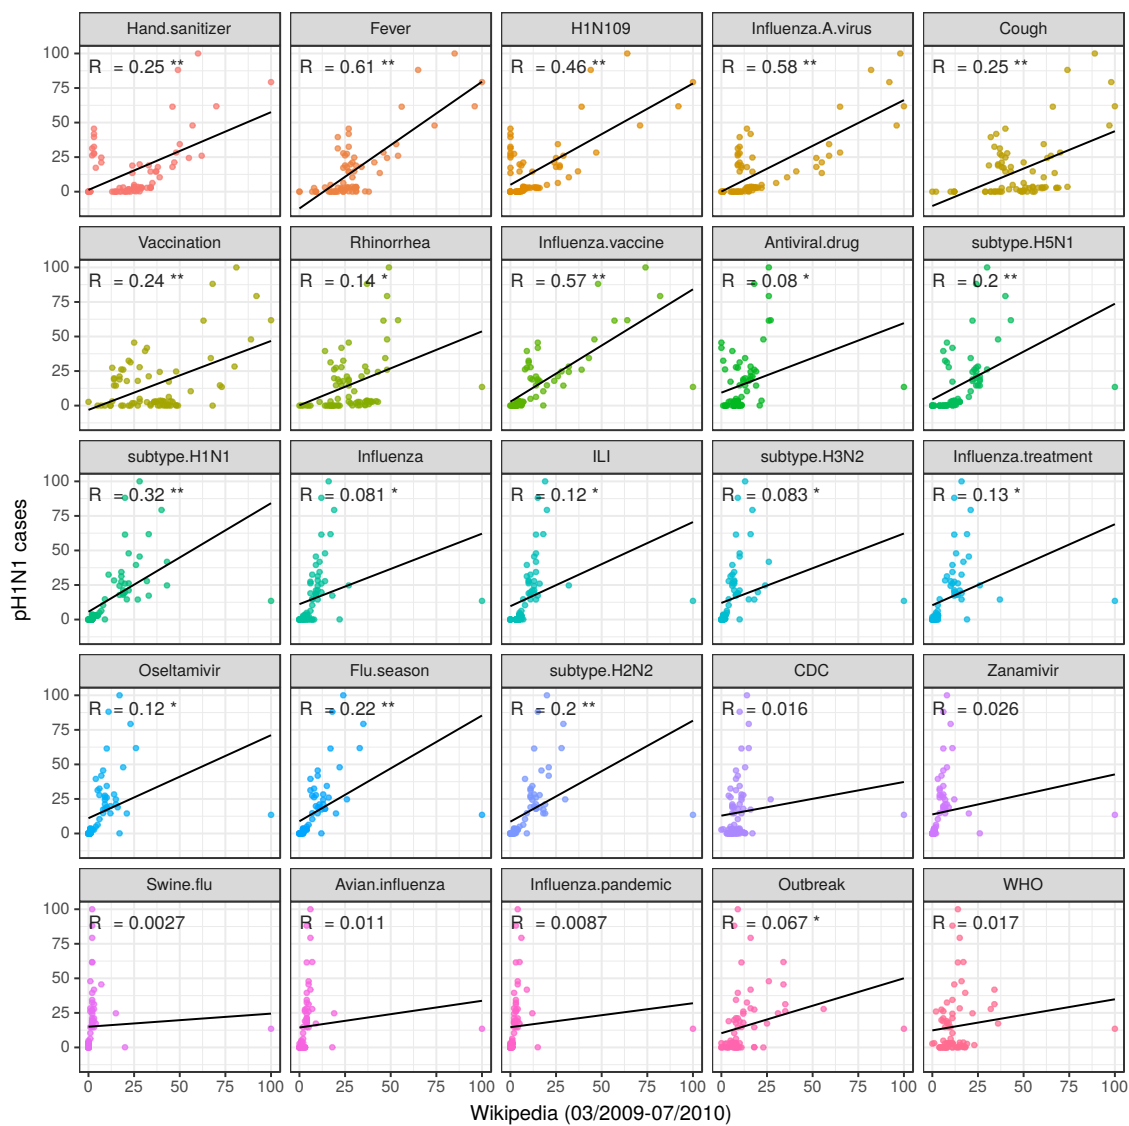 Hand.sanitizer Fever H1N109 Influenza.A.virus Cough
100 R = 0.25 ** R = 0.61 ** R = 0.46 ** R = 0.58 ** R = 0.25 **
75
50
25
0
Vaccination Rhinorrhea Influenza.vaccine Antiviral.drug subtype.H5N1
100 R = 0.24 ** R = 0.14 * R = 0.57 ** R = 0.08 * R = 0.2 **
75
50
25
0
subtype.H1N1 Influenza ILI subtype.H3N2 Influenza.treatment
100 R = 0.32 ** R = 0.081 * R = 0.12 * R = 0.083 * R = 0.13 *
75
50
25
0
Oseltamivir Flu.season subtype.H2N2 CDC Zanamivir
100 R = 0.12 * R = 0.22 ** R = 0.2 ** R = 0.016 R = 0.026
75
50
25
0
Swine.flu Avian.influenza Influenza.pandemic Outbreak WHO
100 R = 0.0027 R = 0.011 R = 0.0087 R = 0.067 * R = 0.017
75
50
25
0
0 25 50 75 100 0 25 50 75 100 0 25 50 75 100 0 25 50 75 100 0 25 50 75 100
Wikipedia (03/2009-07/2010)
pH1N1 cases